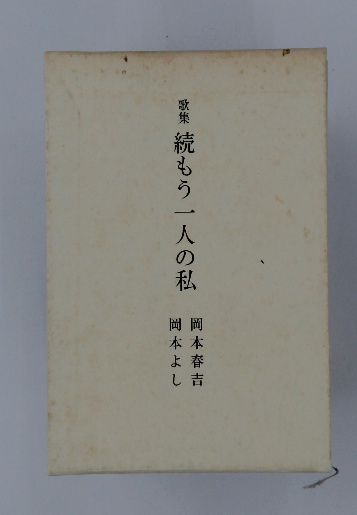 歌集 続もう一人の私
岡本春吉
岡本よし